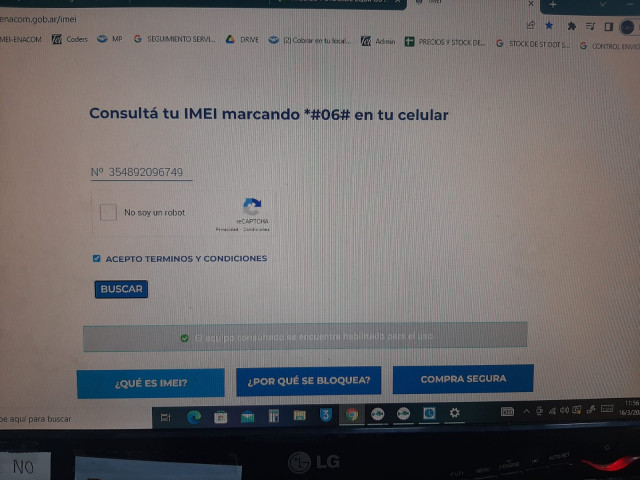 enacom.gob.ar/imei
IMEI
MEI-ENACOM
Coders
MP
SEGUIMIENTO SERVI...
DRIVE
(2) Cobrar en tu local...
Admin
PRECIOS Y STOCK DE...
STOCK DE ST DOT S...
CONTROL ENVIO
Consultá tu IMEI marcando *#06# en tu celular
Nº 354892096749
No soy un robot
reCAPTCHA
Privacidad - Condiciones
ACEPTO TERMINOS Y CONDICIONES
BUSCAR
El equipo consultado se encuentra habilitado para el uso
¿QUÉ ES IMEI?
¿POR QUÉ SE BLOQUEA?
COMPRA SEGURA
be aquí para buscar
11:56
16/3/20
LG
NO